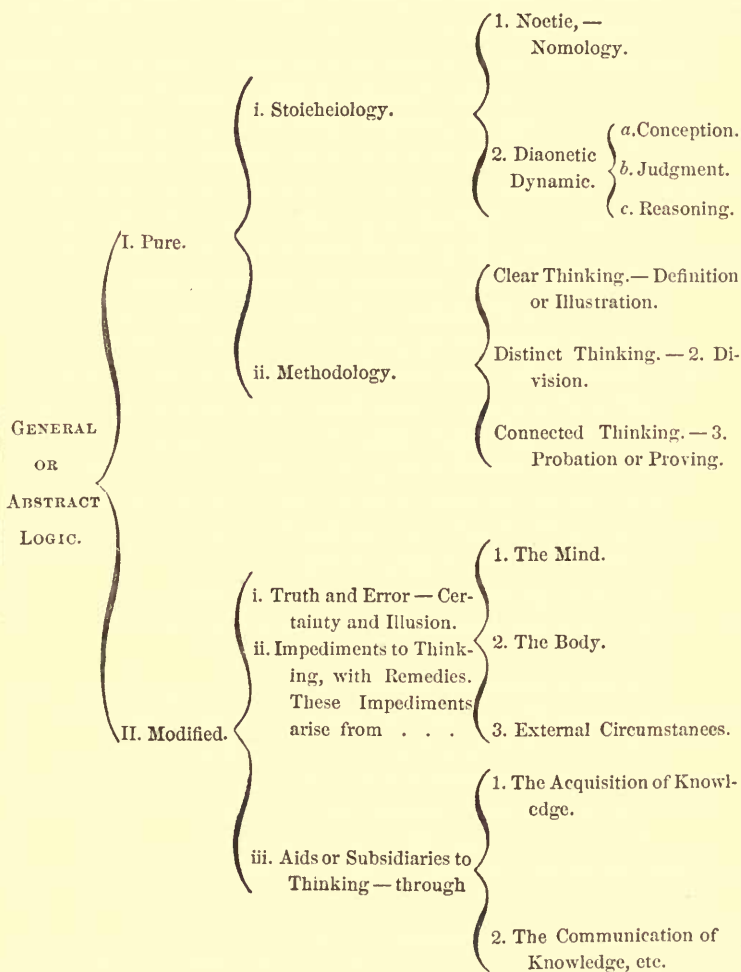 GENERAL
OR
ABSTRACT
LOGIC.
I. Pure.
i. Stoicheiology.
1. Noetic, —
Nomology.
2. Diaonetic
Dynamic.
a. Conception.
b. Judgment.
c. Reasoning.
ii. Methodology.
Clear Thinking. — Definition
or Illustration.
Distinct Thinking. — 2. Di-
vision.
Connected Thinking. — 3.
Probation or Proving.
II. Modified.
i. Truth and Error — Cer-
tainty and Illusion.
ii. Impediments to Think-
ing, with Remedies.
These Impediments
arise from . . .
1. The Mind.
2. The Body.
3. External Circumstances.
iii. Aids or Subsidiaries to
Thinking — through
1. The Acquisition of Knowl-
edge.
2. The Communication of
Knowledge, etc.